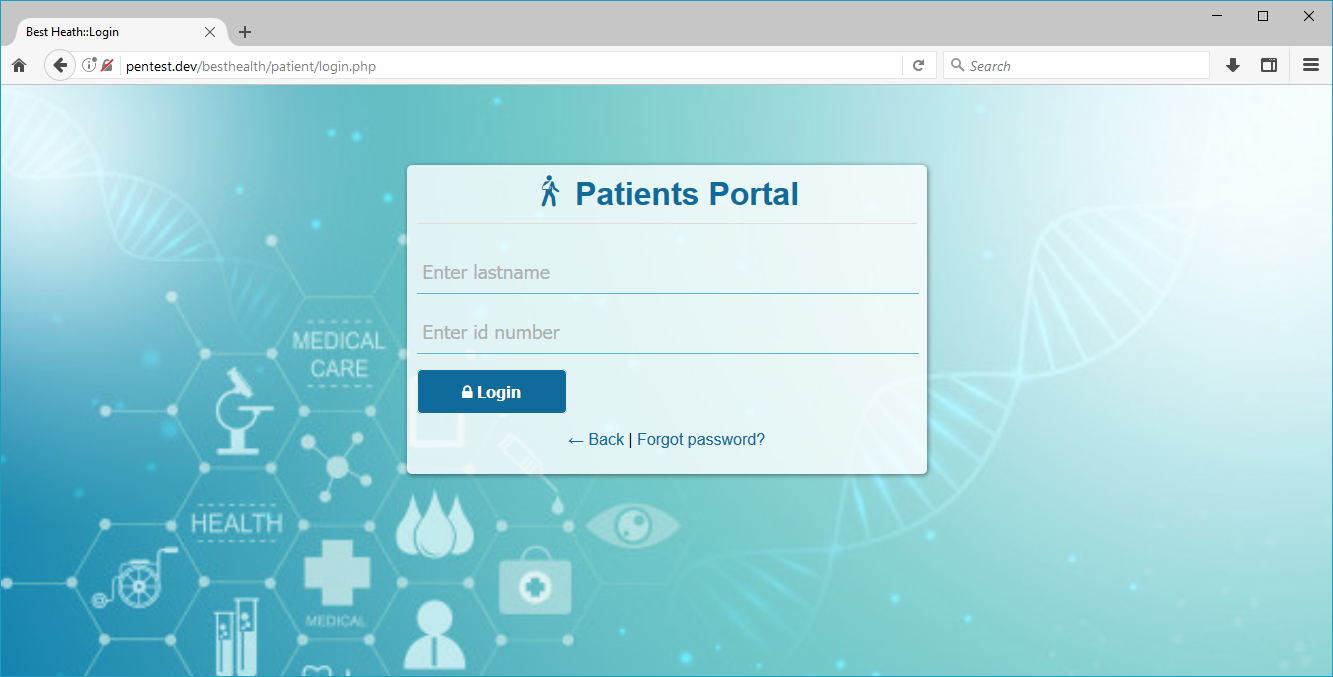 Best Heath::Login
pentest.dev/besthealth/patient/login.php
Search
Patients Portal
Enter lastname
Enter id number
Login
← Back | Forgot password?
MEDICAL
CARE
HEALTH
MEDICAL